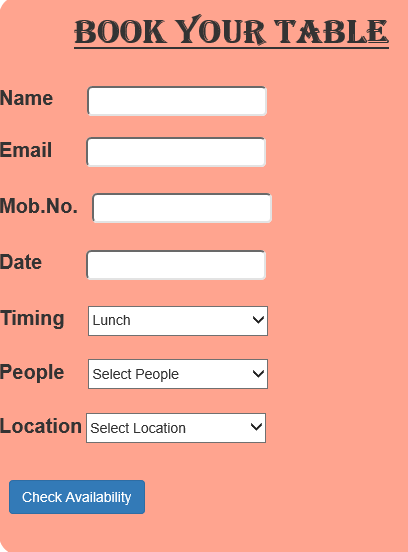 BOOK YOUR TABLE
Name
Email
Mob.No.
Date
Timing Lunch
People Select People
Location Select Location
Check Availability